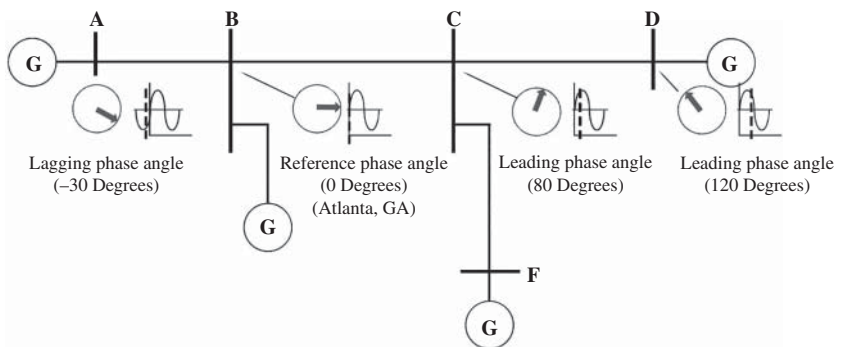 A
B
C
D
G
G
Lagging phase angle
(−30 Degrees)
Reference phase angle
(0 Degrees)
(Atlanta, GA)
Leading phase angle
(80 Degrees)
Leading phase angle
(120 Degrees)
G
F
G